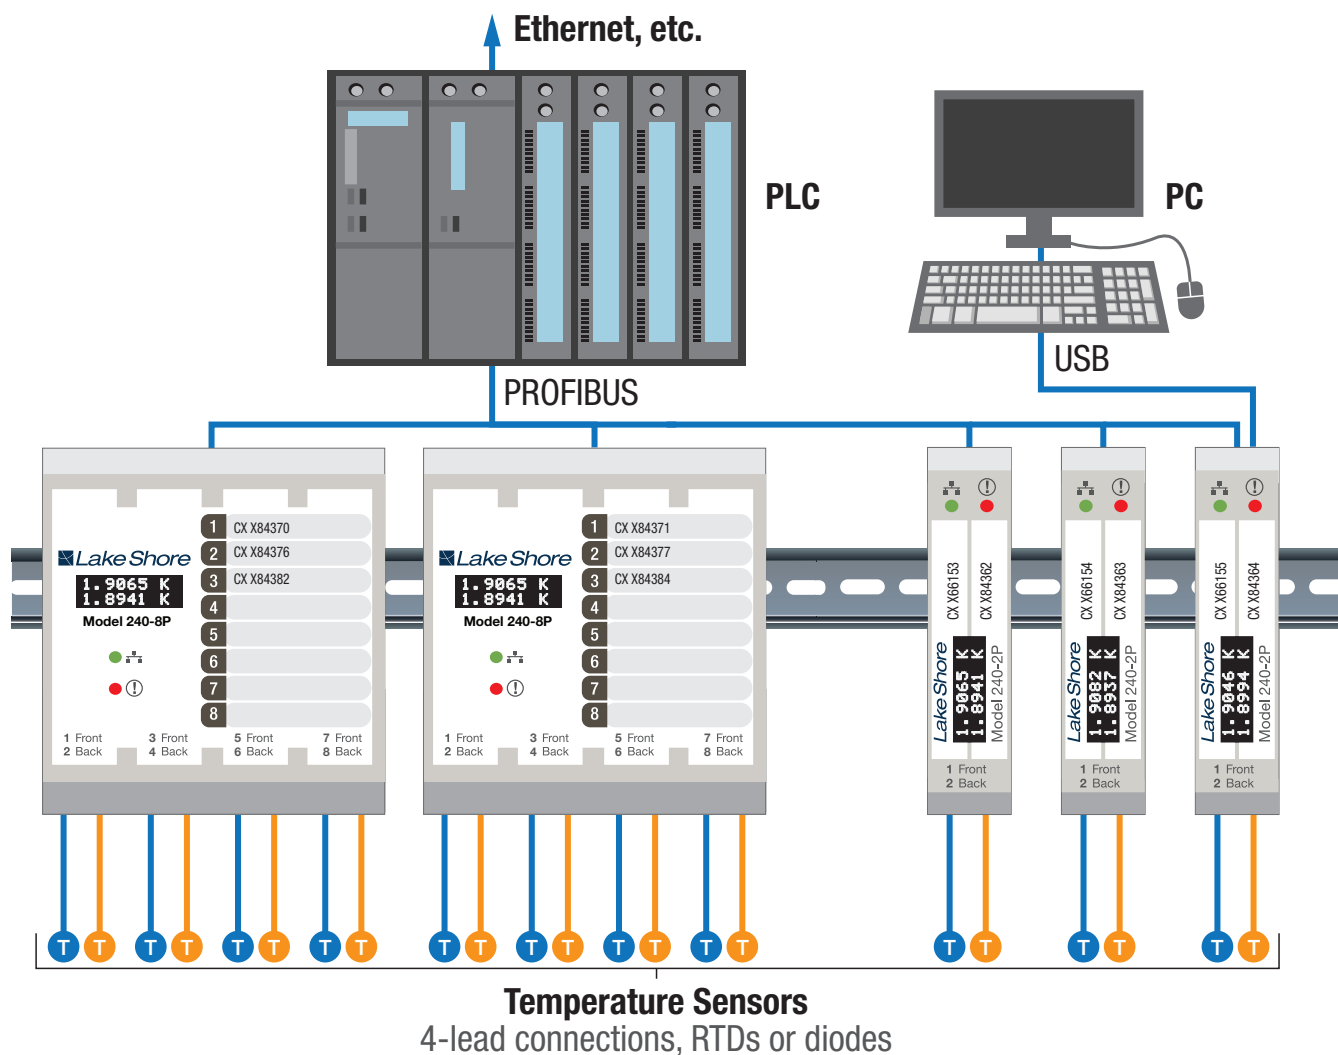 Ethernet, etc.
PLC
PC
USB
PROFIBUS
1 CX X84370
2 CX X84376
3 CX X84382
4
5
6
7
8
Lake Shore
1.9065 K
1.8941 K
Model 240-8P
1 Front
2 Back
3 Front
4 Back
5 Front
6 Back
7 Front
8 Back
1 CX X84371
2 CX X84377
3 CX X84384
4
5
6
7
8
Lake Shore
1.9065 K
1.8941 K
Model 240-8P
1 Front
2 Back
3 Front
4 Back
5 Front
6 Back
7 Front
8 Back
CX X66153
CX X84362
Lake Shore
1.9065 K
1.8941 K
Model 240-2P
1 Front
2 Back
CX X66154
CX X84363
Lake Shore
1.9082 K
1.8937 K
Model 240-2P
1 Front
2 Back
CX X66155
CX X84364
Lake Shore
1.9046 K
1.8994 K
Model 240-2P
1 Front
2 Back
T T T T T T T T T T T T T T T T T T T T T T
Temperature Sensors
4-lead connections, RTDs or diodes